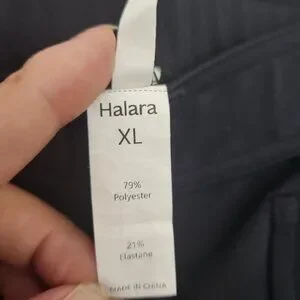 Halara
XL
79%
Polyester
21%
Elastane
MADE IN CHINA